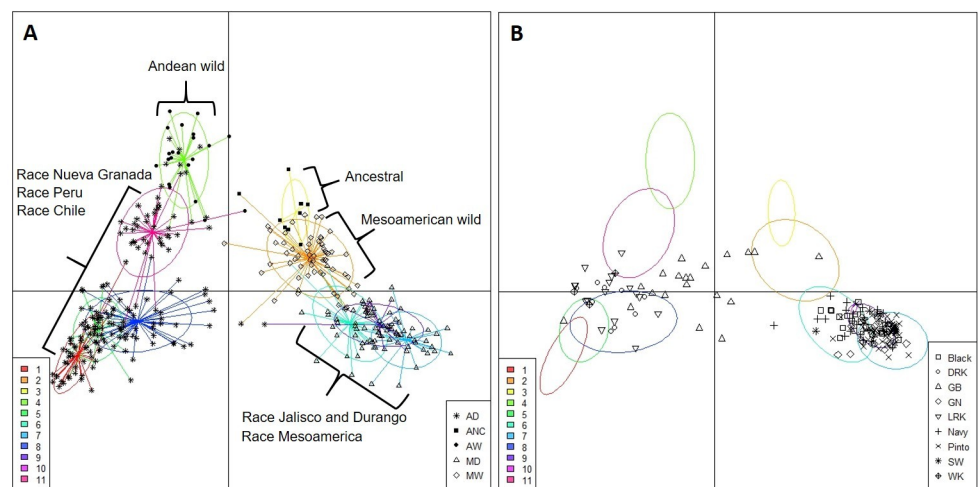 A
Andean wild
Race Nueva Granada
Race Peru
Race Chile
Ancestral
Mesoamerican wild
Race Jalisco and Durango
Race Mesoamerica
1
2
3
4
5
6
7
8
9
10
11
AD
ANC
AW
MD
MW
B
1
2
3
4
5
6
7
8
9
10
11
Black
DRK
GB
GN
LRK
Navy
Pinto
SW
WK